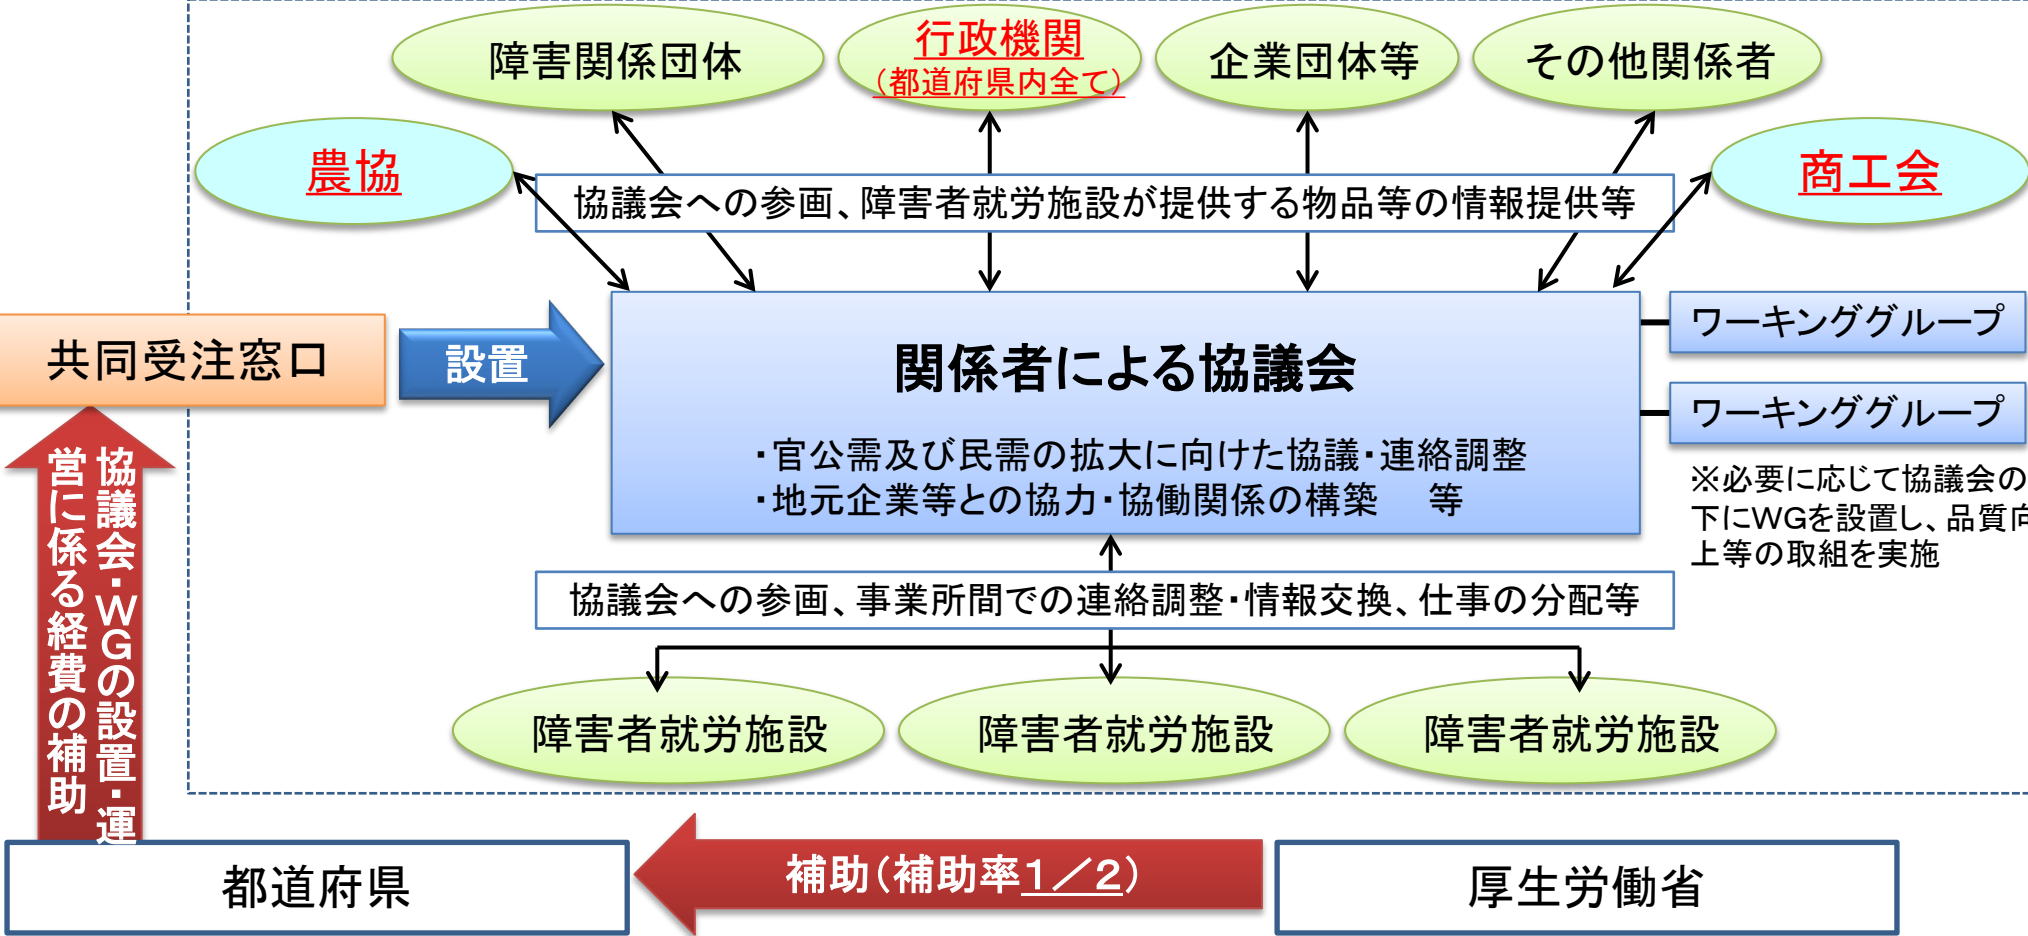 障害関係団体
行政機関
(都道府県内全て)
企業団体等
その他関係者
農協
商工会
協議会への参画、障害者就労施設が提供する物品等の情報提供等
共同受注窓口
設置
関係者による協議会
・官公需及び民需の拡大に向けた協議・連絡調整
・地元企業等との協力・協働関係の構築　等
ワーキンググループ
ワーキンググループ
※必要に応じて協議会の
下にWGを設置し、品質向
上等の取組を実施
協議会への参画、事業所間での連絡調整・情報交換、仕事の分配等
障害者就労施設
障害者就労施設
障害者就労施設
協議会・WGの設置・運
営に係る経費の補助
都道府県
補助(補助率1／2)
厚生労働省